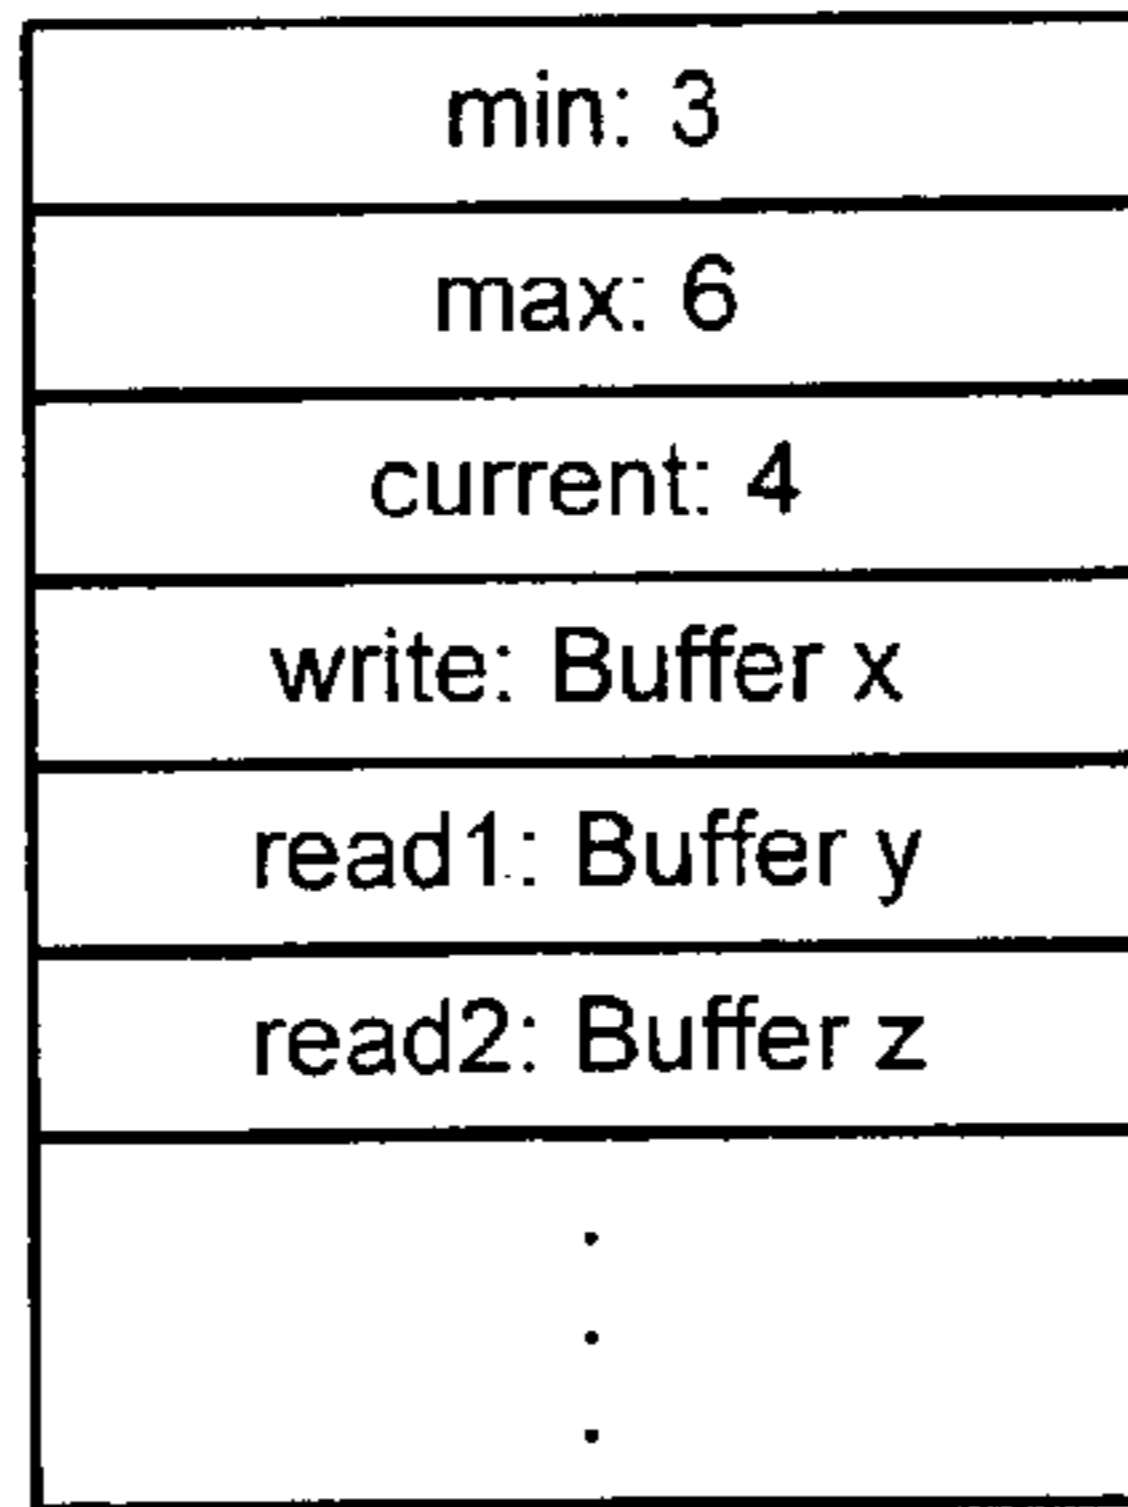 min: 3
max: 6
current: 4
write: Buffer x
read1: Buffer y
read2: Buffer z
.
.
.